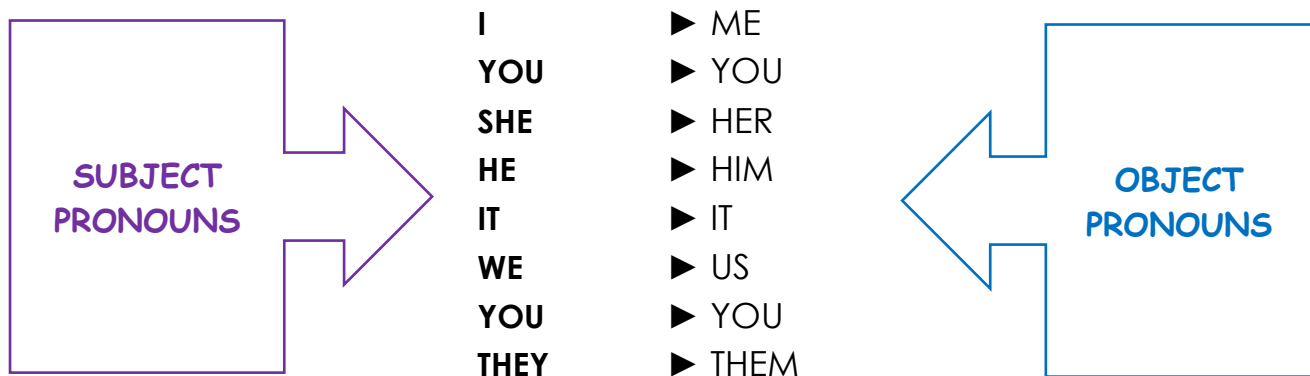 SUBJECT
PRONOUNS
I ► ME
YOU ► YOU
SHE ► HER
HE ► HIM
IT ► IT
WE ► US
YOU ► YOU
THEY ► THEM
OBJECT
PRONOUNS